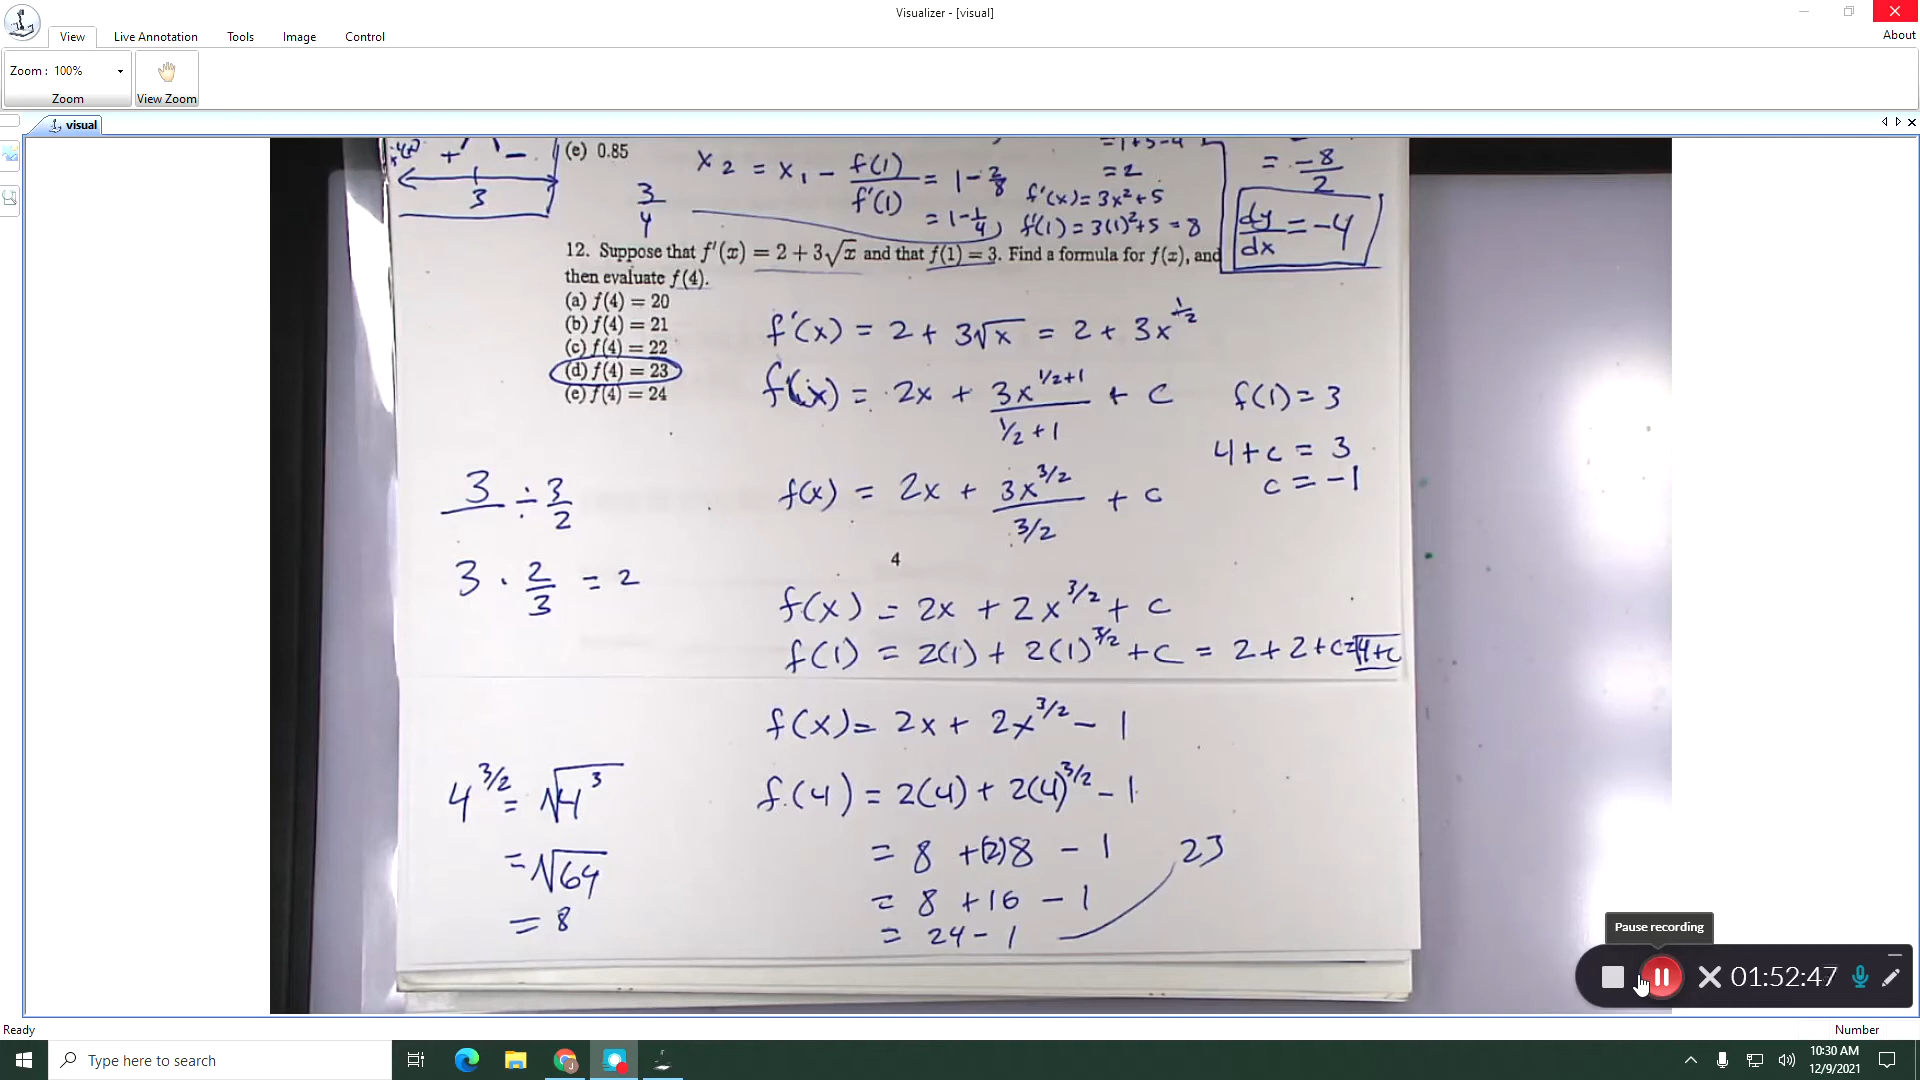 Visualizer - [visual]
View Live Annotation Tools Image Control About
Zoom : 100%
Zoom View Zoom
visual
+ -
3
(e) 0.85
3/4
x₂ = x₁ - f(1)/f'(1) = 1 - 2/8
= 1 - 1/4
= 1+5-4
= 2
f'(x) = 3x² + 5
f'(1) = 3(1)² + 5 = 8
= -8/2
dy/dx = -4
12. Suppose that f'(x) = 2 + 3√x and that f(1) = 3. Find a formula for f(x), and
then evaluate f(4).
(a) f(4) = 20
(b) f(4) = 21
(c) f(4) = 22
(d) f(4) = 23
(e) f(4) = 24
f'(x) = 2 + 3√x = 2 + 3x^1/2
f(x) = 2x + 3x^(1/2+1)/(1/2+1) + c
f(1) = 3
4 + c = 3
c = -1
f(x) = 2x + 3x^(3/2)/(3/2) + c
3 ÷ 3/2
3 · 2/3 = 2
4
f(x) = 2x + 2x^3/2 + c
f(1) = 2(1) + 2(1)^3/2 + c = 2 + 2 + c = 4+c
f(x) = 2x + 2x^3/2 - 1
f(4) = 2(4) + 2(4)^3/2 - 1
= 8 + (2)8 - 1
= 8 + 16 - 1
= 24 - 1
23
4^3/2 = √4³
= √64
= 8
Pause recording
01:52:47
Ready Number
Type here to search
10:30 AM
12/9/2021